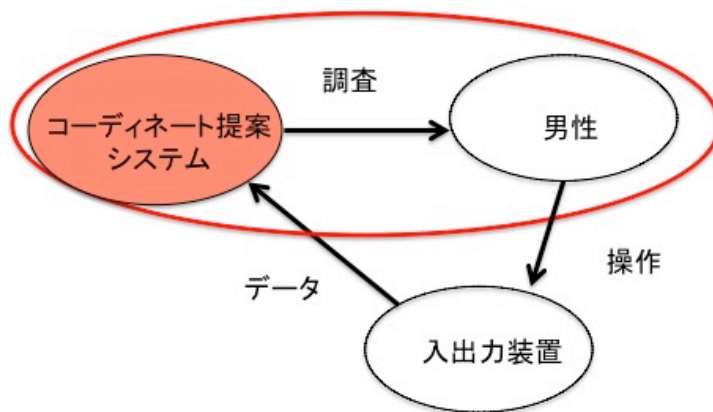 調査
コーディネート提案
システム
男性
操作
データ
入出力装置